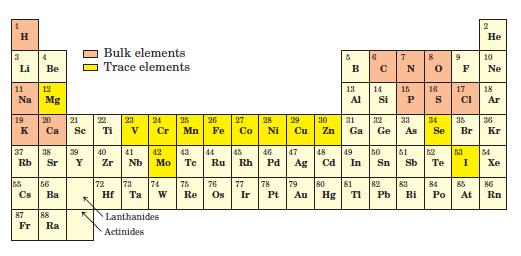 1 2
H He
3 4 Bulk elements 5 6 7 8 9 10
Li Be Trace elements B C N O F Ne
11 12 13 14 15 16 17 18
Na Mg Al Si P S Cl Ar
19 20 21 22 23 24 25 26 27 28 29 30 31 32 33 34 35 36
K Ca Sc Ti V Cr Mn Fe Co Ni Cu Zn Ga Ge As Se Br Kr
37 38 39 40 41 42 43 44 45 46 47 48 49 50 51 52 53 54
Rb Sr Y Zr Nb Mo Tc Ru Rh Pd Ag Cd In Sn Sb Te I Xe
55 56 72 73 74 75 76 77 78 79 80 81 82 83 84 85 86
Cs Ba Hf Ta W Re Os Ir Pt Au Hg Tl Pb Bi Po At Rn
87 88 Lanthanides
Fr Ra Actinides